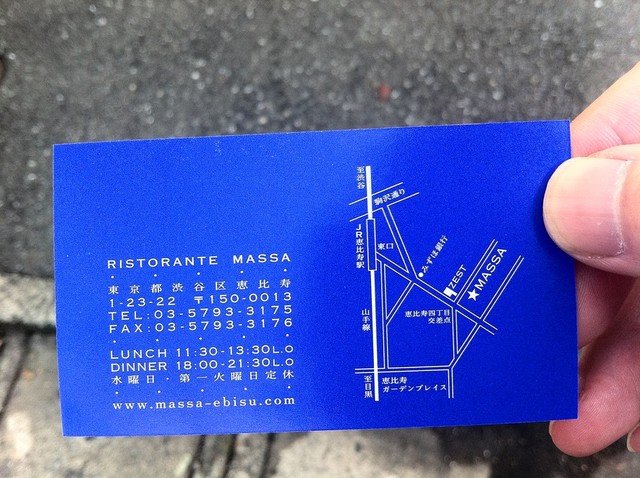 RISTORANTE MASSA
東京都渋谷区恵比寿
1-23-22 〒150-0013
TEL:03-5793-3175
FAX:03-5793-3176
LUNCH 11:30-13:30L.O
DINNER 18:00-21:30L.O
水曜日・第一火曜日定休
www.massa-ebisu.com
至渋谷
駒沢通り
JR恵比寿駅
東口
みずほ銀行
ZEST
★MASSA
恵比寿四丁目
交差点
山手線
至目黒
恵比寿
ガーデンプレイス